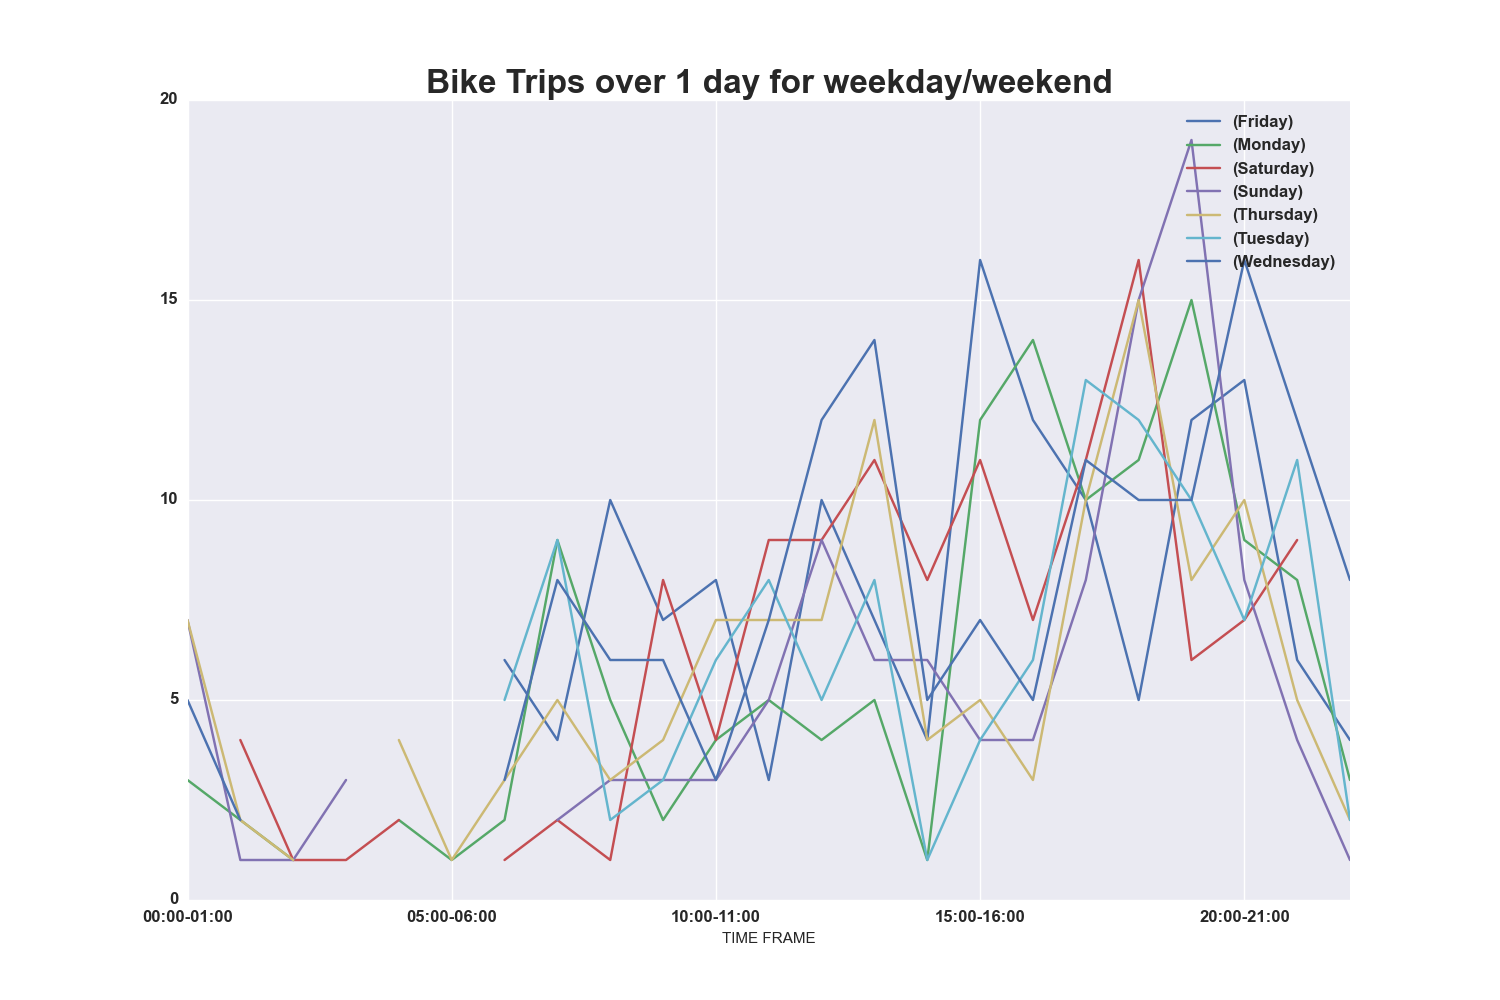 Bike Trips over 1 day for weekday/weekend
20
15
10
5
0
(Friday)
(Monday)
(Saturday)
(Sunday)
(Thursday)
(Tuesday)
(Wednesday)
00:00-01:00 05:00-06:00 10:00-11:00 15:00-16:00 20:00-21:00
TIME FRAME